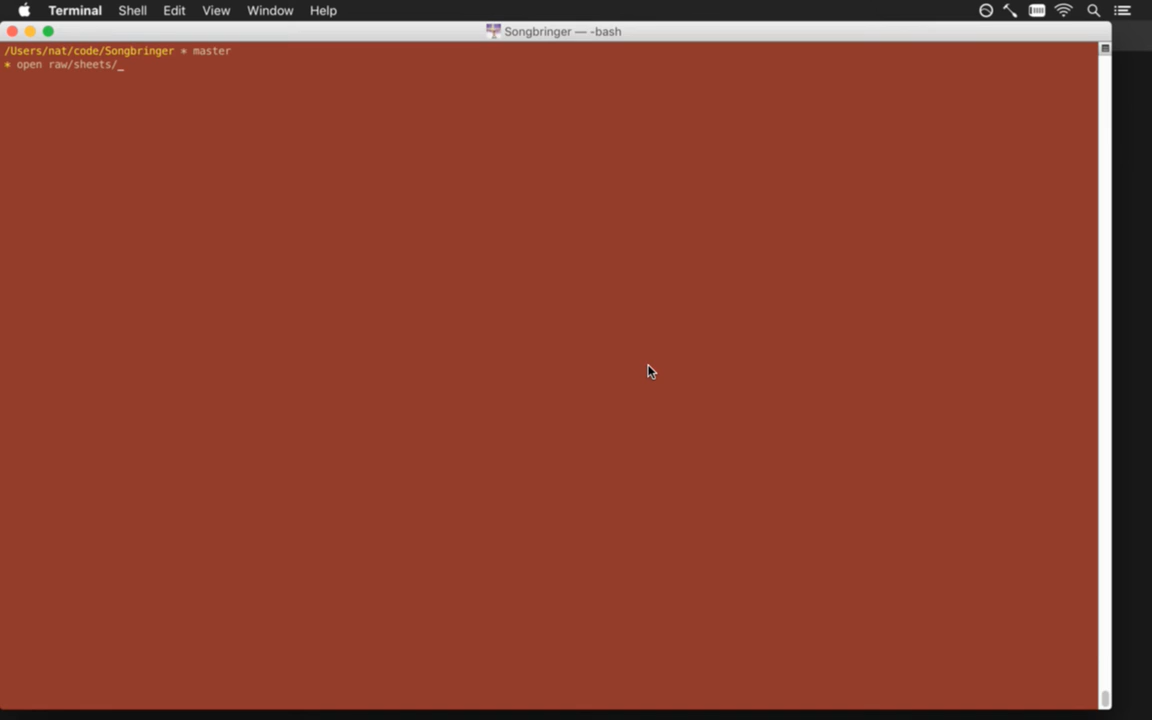 Terminal Shell Edit View Window Help
Songbringer — -bash
/Users/nat/code/Songbringer * master
* open raw/sheets/_